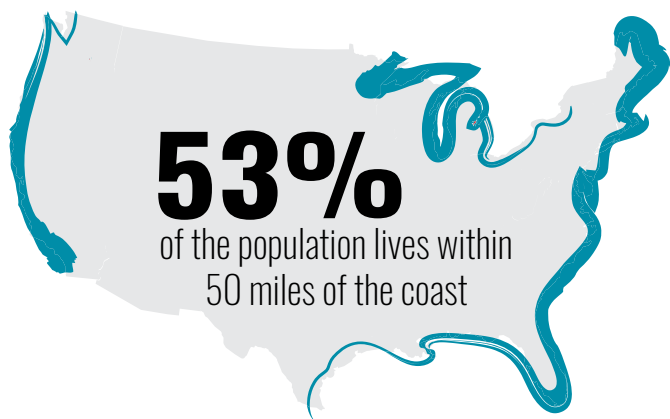 53%
of the population lives within
50 miles of the coast